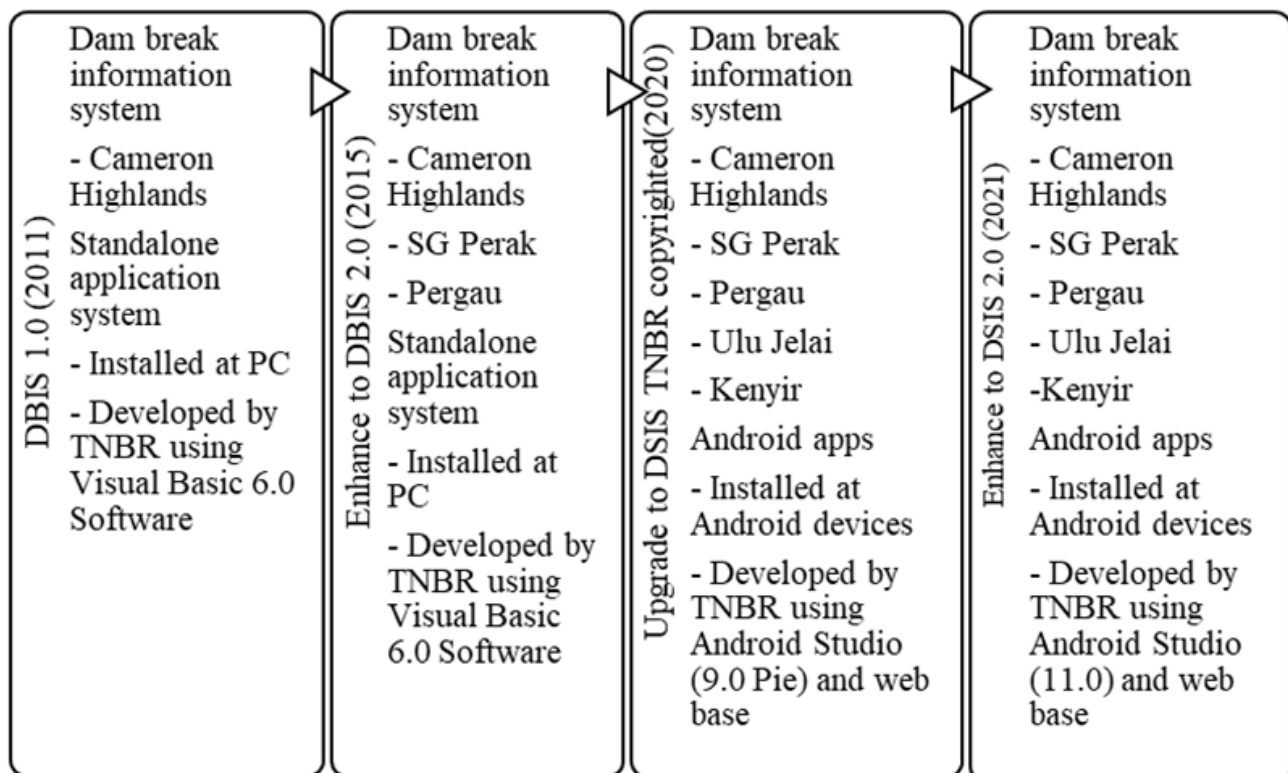 DBIS 1.0 (2011)
Dam break
information
system
- Cameron
Highlands
Standalone
application
system
- Installed at PC
- Developed by
TNBR using
Visual Basic 6.0
Software
Enhance to DBIS 2.0 (2015)
Dam break
information
system
- Cameron
Highlands
- SG Perak
- Pergau
Standalone
application
system
- Installed at
PC
- Developed by
TNBR using
Visual Basic
6.0 Software
Upgrade to DSIS TNBR copyrighted(2020)
Dam break
information
system
- Cameron
Highlands
- SG Perak
- Pergau
- Ulu Jelai
- Kenyir
Android apps
- Installed at
Android devices
- Developed by
TNBR using
Android Studio
(9.0 Pie) and web
base
Enhance to DSIS 2.0 (2021)
Dam break
information
system
- Cameron
Highlands
- SG Perak
- Pergau
- Ulu Jelai
-Kenyir
Android apps
- Installed at
Android devices
- Developed by
TNBR using
Android Studio
(11.0) and web
base